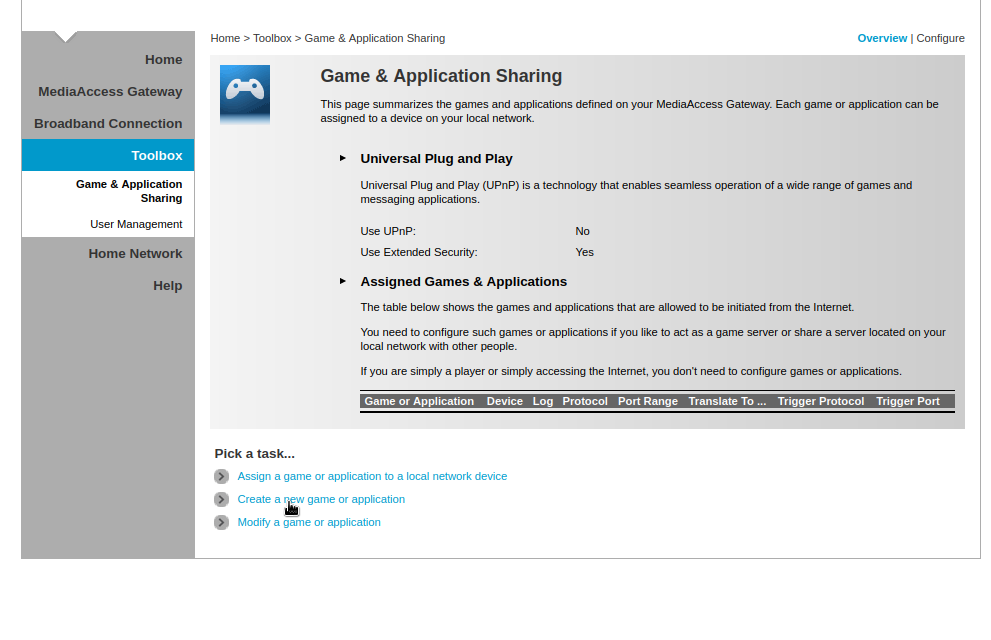 Home > Toolbox > Game & Application Sharing
Overview | Configure
Home
MediaAccess Gateway
Broadband Connection
Toolbox
Game & Application
Sharing
User Management
Home Network
Help
Game & Application Sharing
This page summarizes the games and applications defined on your MediaAccess Gateway. Each game or application can be
assigned to a device on your local network.
Universal Plug and Play
Universal Plug and Play (UPnP) is a technology that enables seamless operation of a wide range of games and
messaging applications.
Use UPnP: No
Use Extended Security: Yes
Assigned Games & Applications
The table below shows the games and applications that are allowed to be initiated from the Internet.
You need to configure such games or applications if you like to act as a game server or share a server located on your
local network with other people.
If you are simply a player or simply accessing the Internet, you don't need to configure games or applications.
Game or Application Device Log Protocol Port Range Translate To ... Trigger Protocol Trigger Port
Pick a task...
Assign a game or application to a local network device
Create a new game or application
Modify a game or application